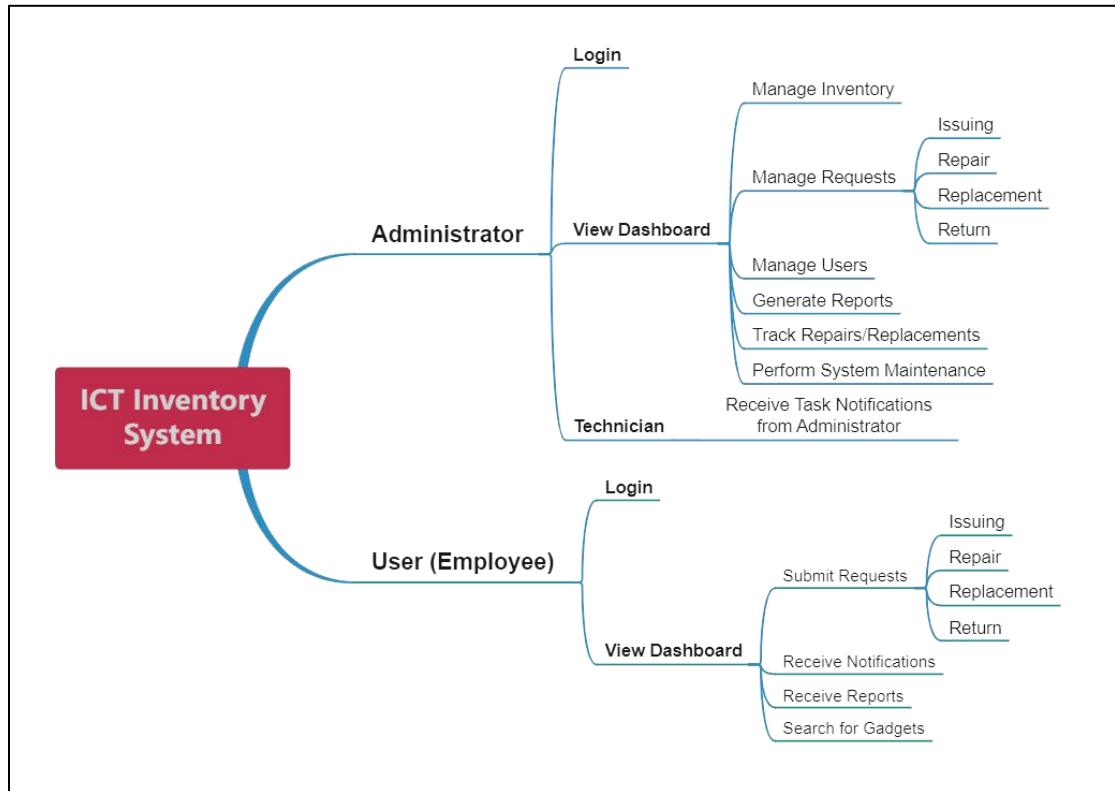 ICT Inventory
System
Administrator
Login
View Dashboard
Manage Inventory
Manage Requests
Issuing
Repair
Replacement
Return
Manage Users
Generate Reports
Track Repairs/Replacements
Perform System Maintenance
Technician
Receive Task Notifications
from Administrator
User (Employee)
Login
View Dashboard
Submit Requests
Issuing
Repair
Replacement
Return
Receive Notifications
Receive Reports
Search for Gadgets